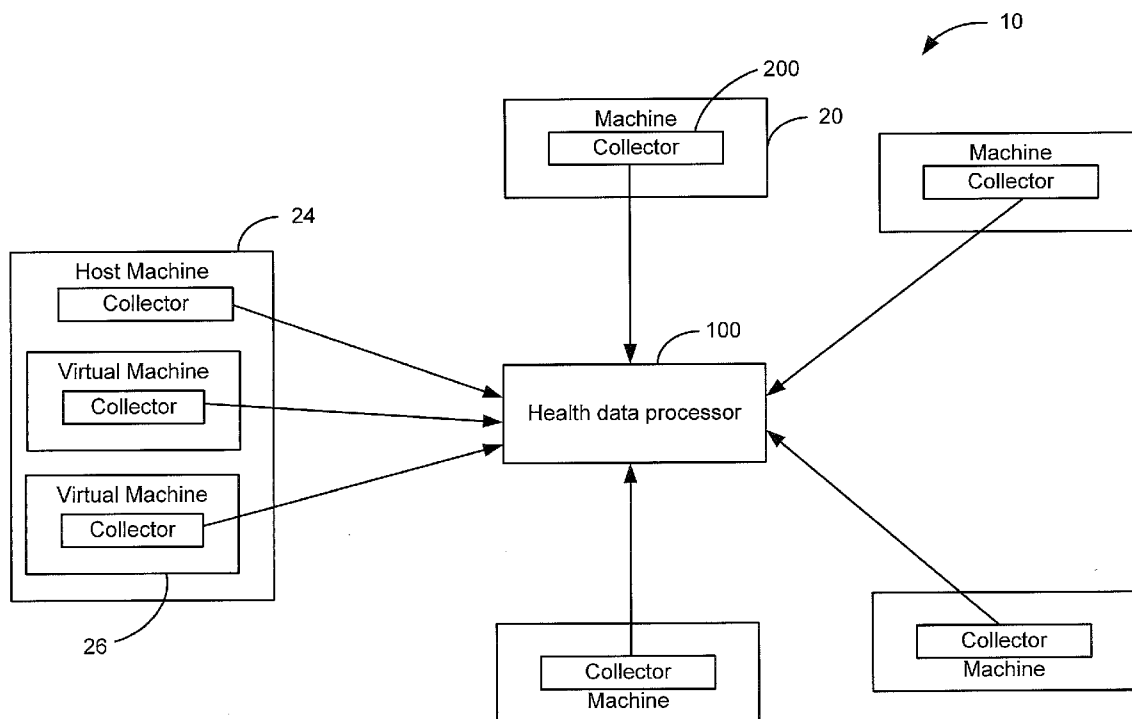 10
200
Machine
Collector
20
Machine
Collector
24
Host Machine
Collector
Virtual Machine
Collector
Virtual Machine
Collector
26
100
Health data processor
Collector
Machine
Collector
Machine